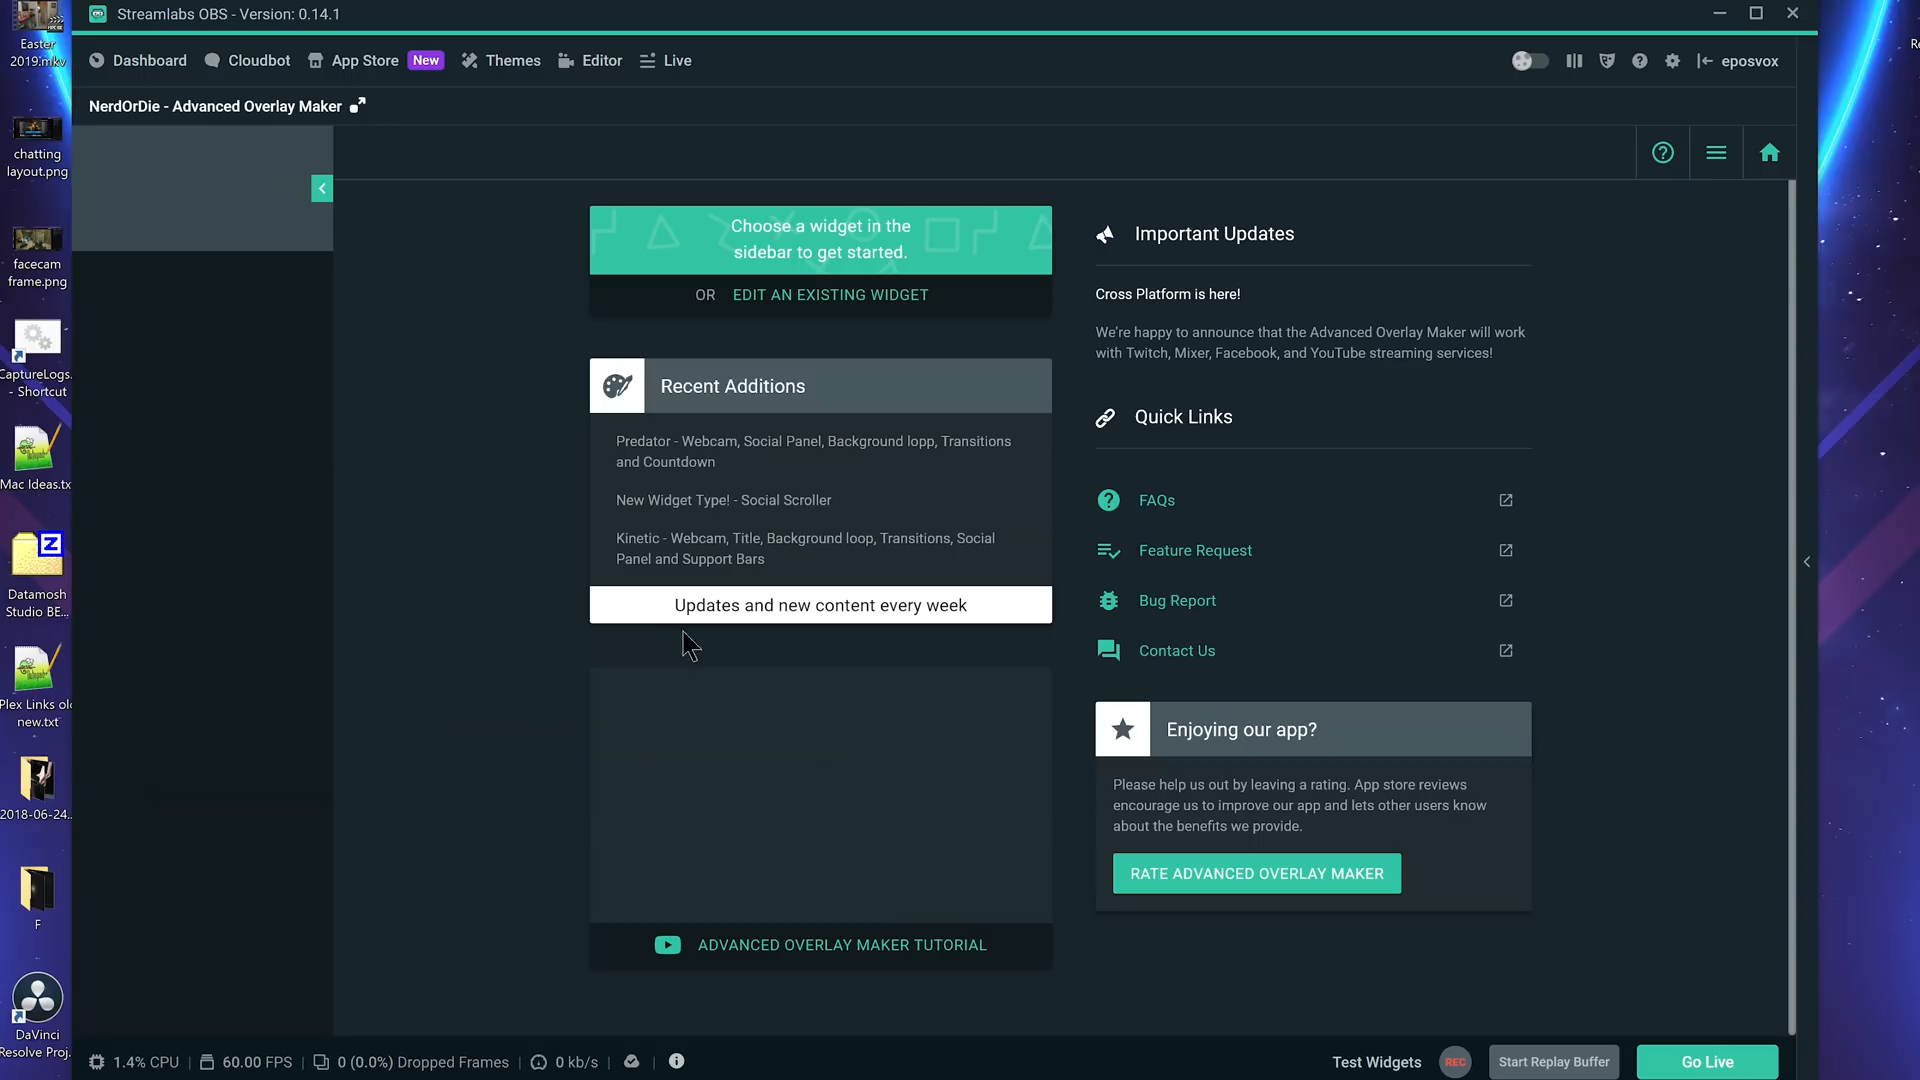 Streamlabs OBS - Version: 0.14.1
Dashboard
Cloudbot
App Store
New
Themes
Editor
Live
eposvox
NerdOrDie - Advanced Overlay Maker
Easter
2019.mkv
chatting
layout.png
facecam
frame.png
CaptureLogs.
- Shortcut
Mac Ideas.tx
Z
Datamosh
Studio BE...
Plex Links old
new.txt
2018-06-24...
F
DaVinci
Resolve Proj.
Choose a widget in the
sidebar to get started.
OR EDIT AN EXISTING WIDGET
Recent Additions
Predator - Webcam, Social Panel, Background lopp, Transitions
and Countdown
New Widget Type! - Social Scroller
Kinetic - Webcam, Title, Background loop, Transitions, Social
Panel and Support Bars
Updates and new content every week
ADVANCED OVERLAY MAKER TUTORIAL
Important Updates
Cross Platform is here!
We're happy to announce that the Advanced Overlay Maker will work
with Twitch, Mixer, Facebook, and YouTube streaming services!
Quick Links
FAQs
Feature Request
Bug Report
Contact Us
Enjoying our app?
Please help us out by leaving a rating. App store reviews
encourage us to improve our app and lets other users know
about the benefits we provide.
RATE ADVANCED OVERLAY MAKER
1.4% CPU
60.00 FPS
0 (0.0%) Dropped Frames
0 kb/s
Test Widgets
REC
Start Replay Buffer
Go Live